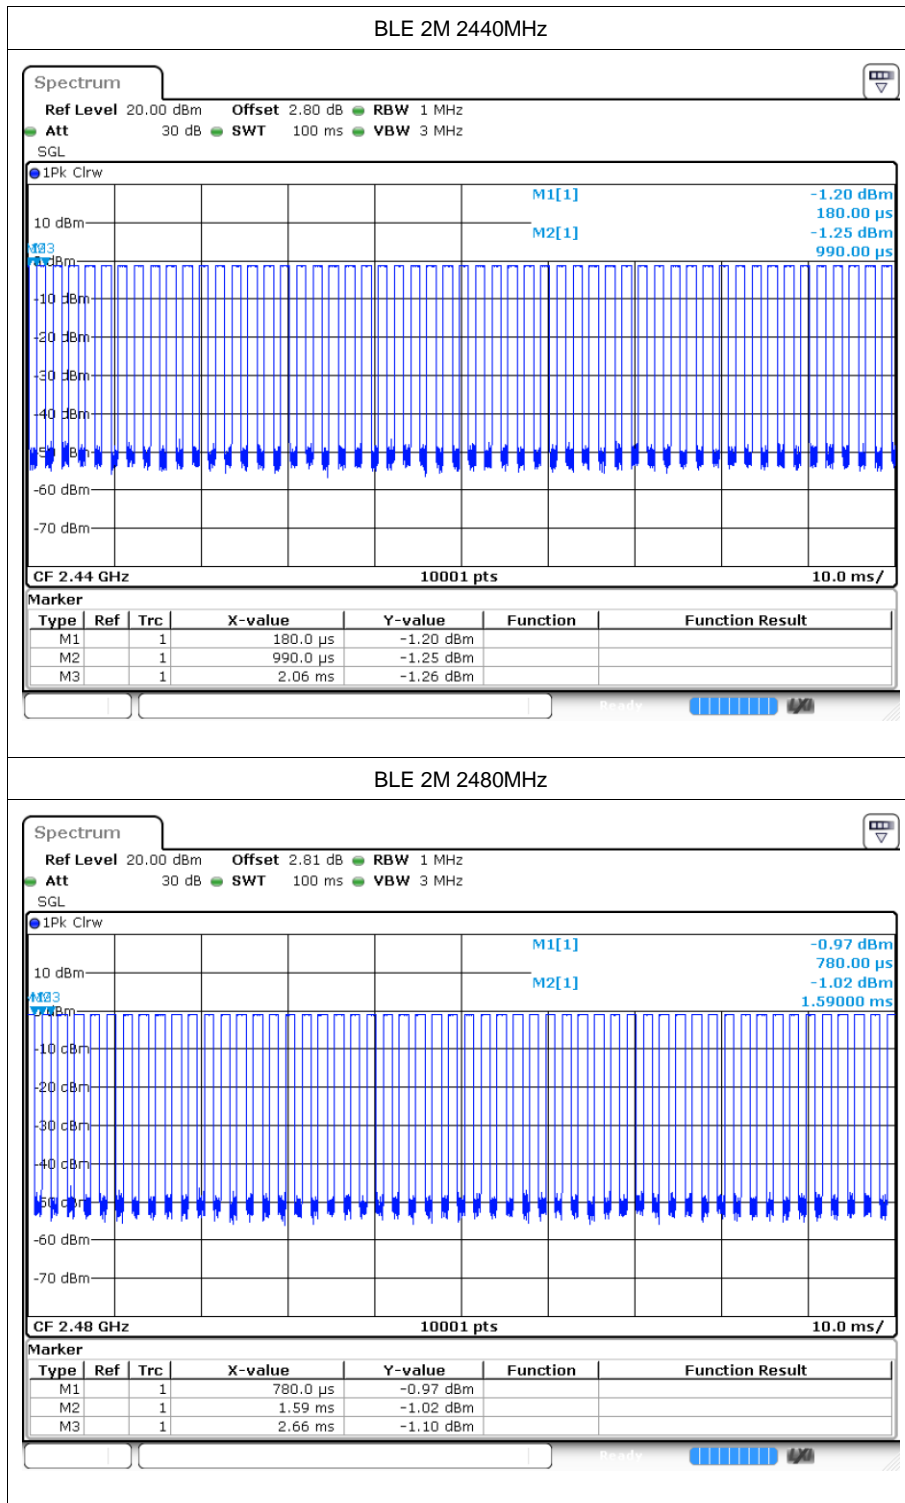 BLE 2M 2440MHz
Spectrum
Ref Level 20.00 dBm Offset 2.80 dB RBW 1 MHz
Att 30 dB SWT 100 ms VBW 3 MHz
SGL
1Pk Clrw
M1[1] -1.20 dBm
180.00 µs
10 dBm
M2[1] -1.25 dBm
990.00 µs
-10 dBm
-20 dBm
-30 dBm
-40 dBm
-60 dBm
-70 dBm
CF 2.44 GHz 10001 pts 10.0 ms/
Marker
Type Ref Trc X-value Y-value Function Function Result
M1 1 180.0 µs -1.20 dBm
M2 1 990.0 µs -1.25 dBm
M3 1 2.06 ms -1.26 dBm
Ready
BLE 2M 2480MHz
Spectrum
Ref Level 20.00 dBm Offset 2.81 dB RBW 1 MHz
Att 30 dB SWT 100 ms VBW 3 MHz
SGL
1Pk Clrw
M1[1] -0.97 dBm
780.00 µs
10 dBm
M2[1] -1.02 dBm
1.59000 ms
-10 dBm
-20 dBm
-30 dBm
-40 dBm
-60 dBm
-70 dBm
CF 2.48 GHz 10001 pts 10.0 ms/
Marker
Type Ref Trc X-value Y-value Function Function Result
M1 1 780.0 µs -0.97 dBm
M2 1 1.59 ms -1.02 dBm
M3 1 2.66 ms -1.10 dBm
Ready